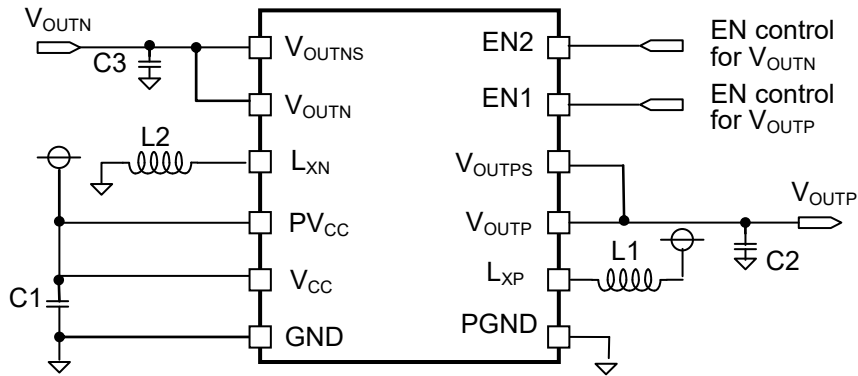 VOUTN
C3
VOUTNS
VOUTN
L2
LXN
PVCC
VCC
C1
GND
EN2
EN control
for VOUTN
EN1
EN control
for VOUTP
VOUTPS
VOUTP
VOUTP
C2
L1
LXP
PGND